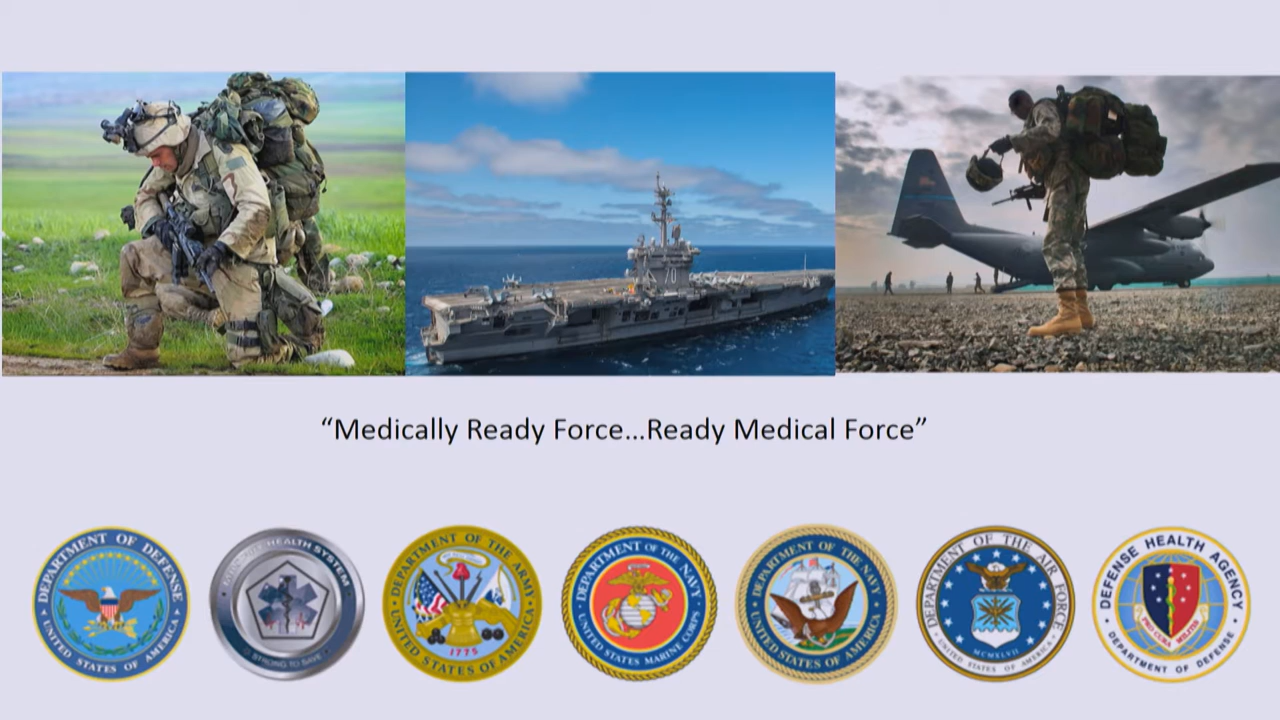 70
“Medically Ready Force...Ready Medical Force”
DEPARTMENT OF DEFENSE
UNITED STATES OF AMERICA
HEALTH SYSTEM
STRONG TO SAVE
DEPARTMENT OF THE ARMY
UNITED STATES OF AMERICA
1775
DEPARTMENT OF THE NAVY
UNITED STATES MARINE CORPS
DEPARTMENT OF THE NAVY
UNITED STATES OF AMERICA
DEPARTMENT OF THE AIR FORCE
MCMXLVII
UNITED STATES OF AMERICA
DEFENSE HEALTH AGENCY
PRO CURA MILITIS
DEPARTMENT OF DEFENSE